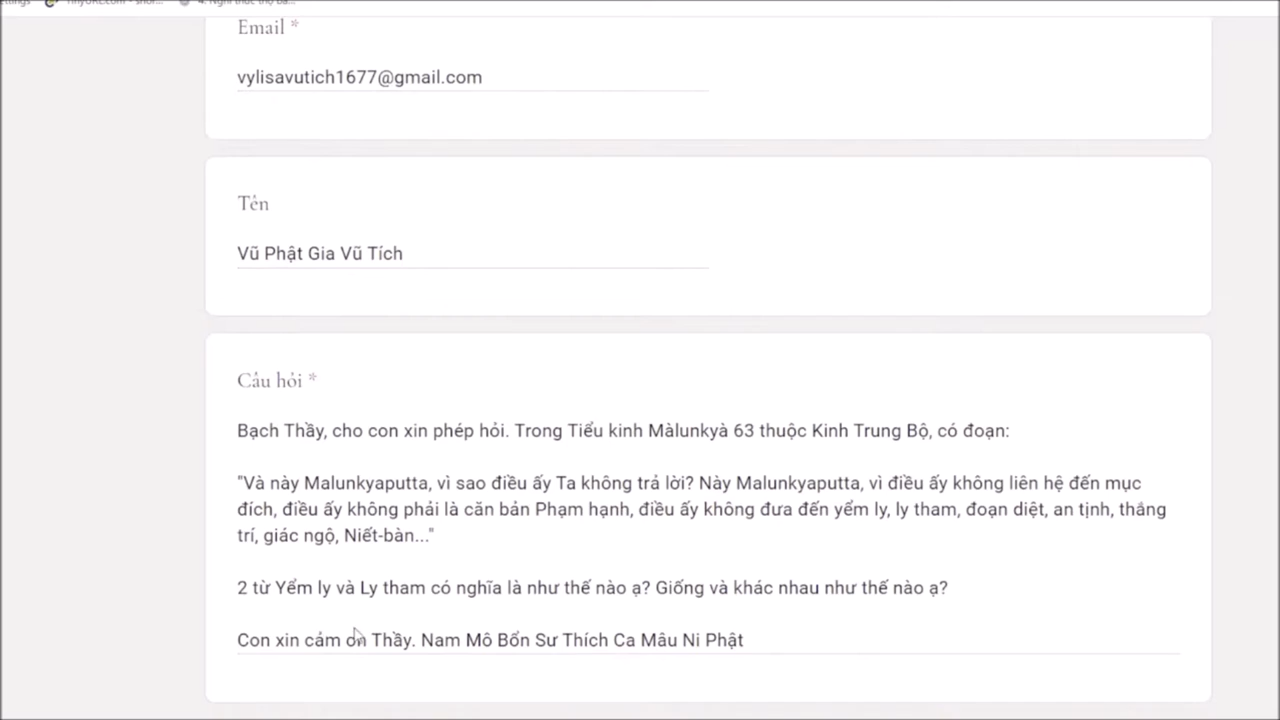 Email *
vylisavutich1677@gmail.com
Tên
Vũ Phật Gia Vũ Tích
Câu hỏi *
Bạch Thầy, cho con xin phép hỏi. Trong Tiểu kinh Màlunkyà 63 thuộc Kinh Trung Bộ, có đoạn:
"Và này Malunkyaputta, vì sao điều ấy Ta không trả lời? Này Malunkyaputta, vì điều ấy không liên hệ đến mục
đích, điều ấy không phải là căn bản Phạm hạnh, điều ấy không đưa đến yểm ly, ly tham, đoạn diệt, an tịnh, thắng
trí, giác ngộ, Niết-bàn..."
2 từ Yểm ly và Ly tham có nghĩa là như thế nào ạ? Giống và khác nhau như thế nào ạ?
Con xin cảm ơn Thầy. Nam Mô Bổn Sư Thích Ca Mâu Ni Phật